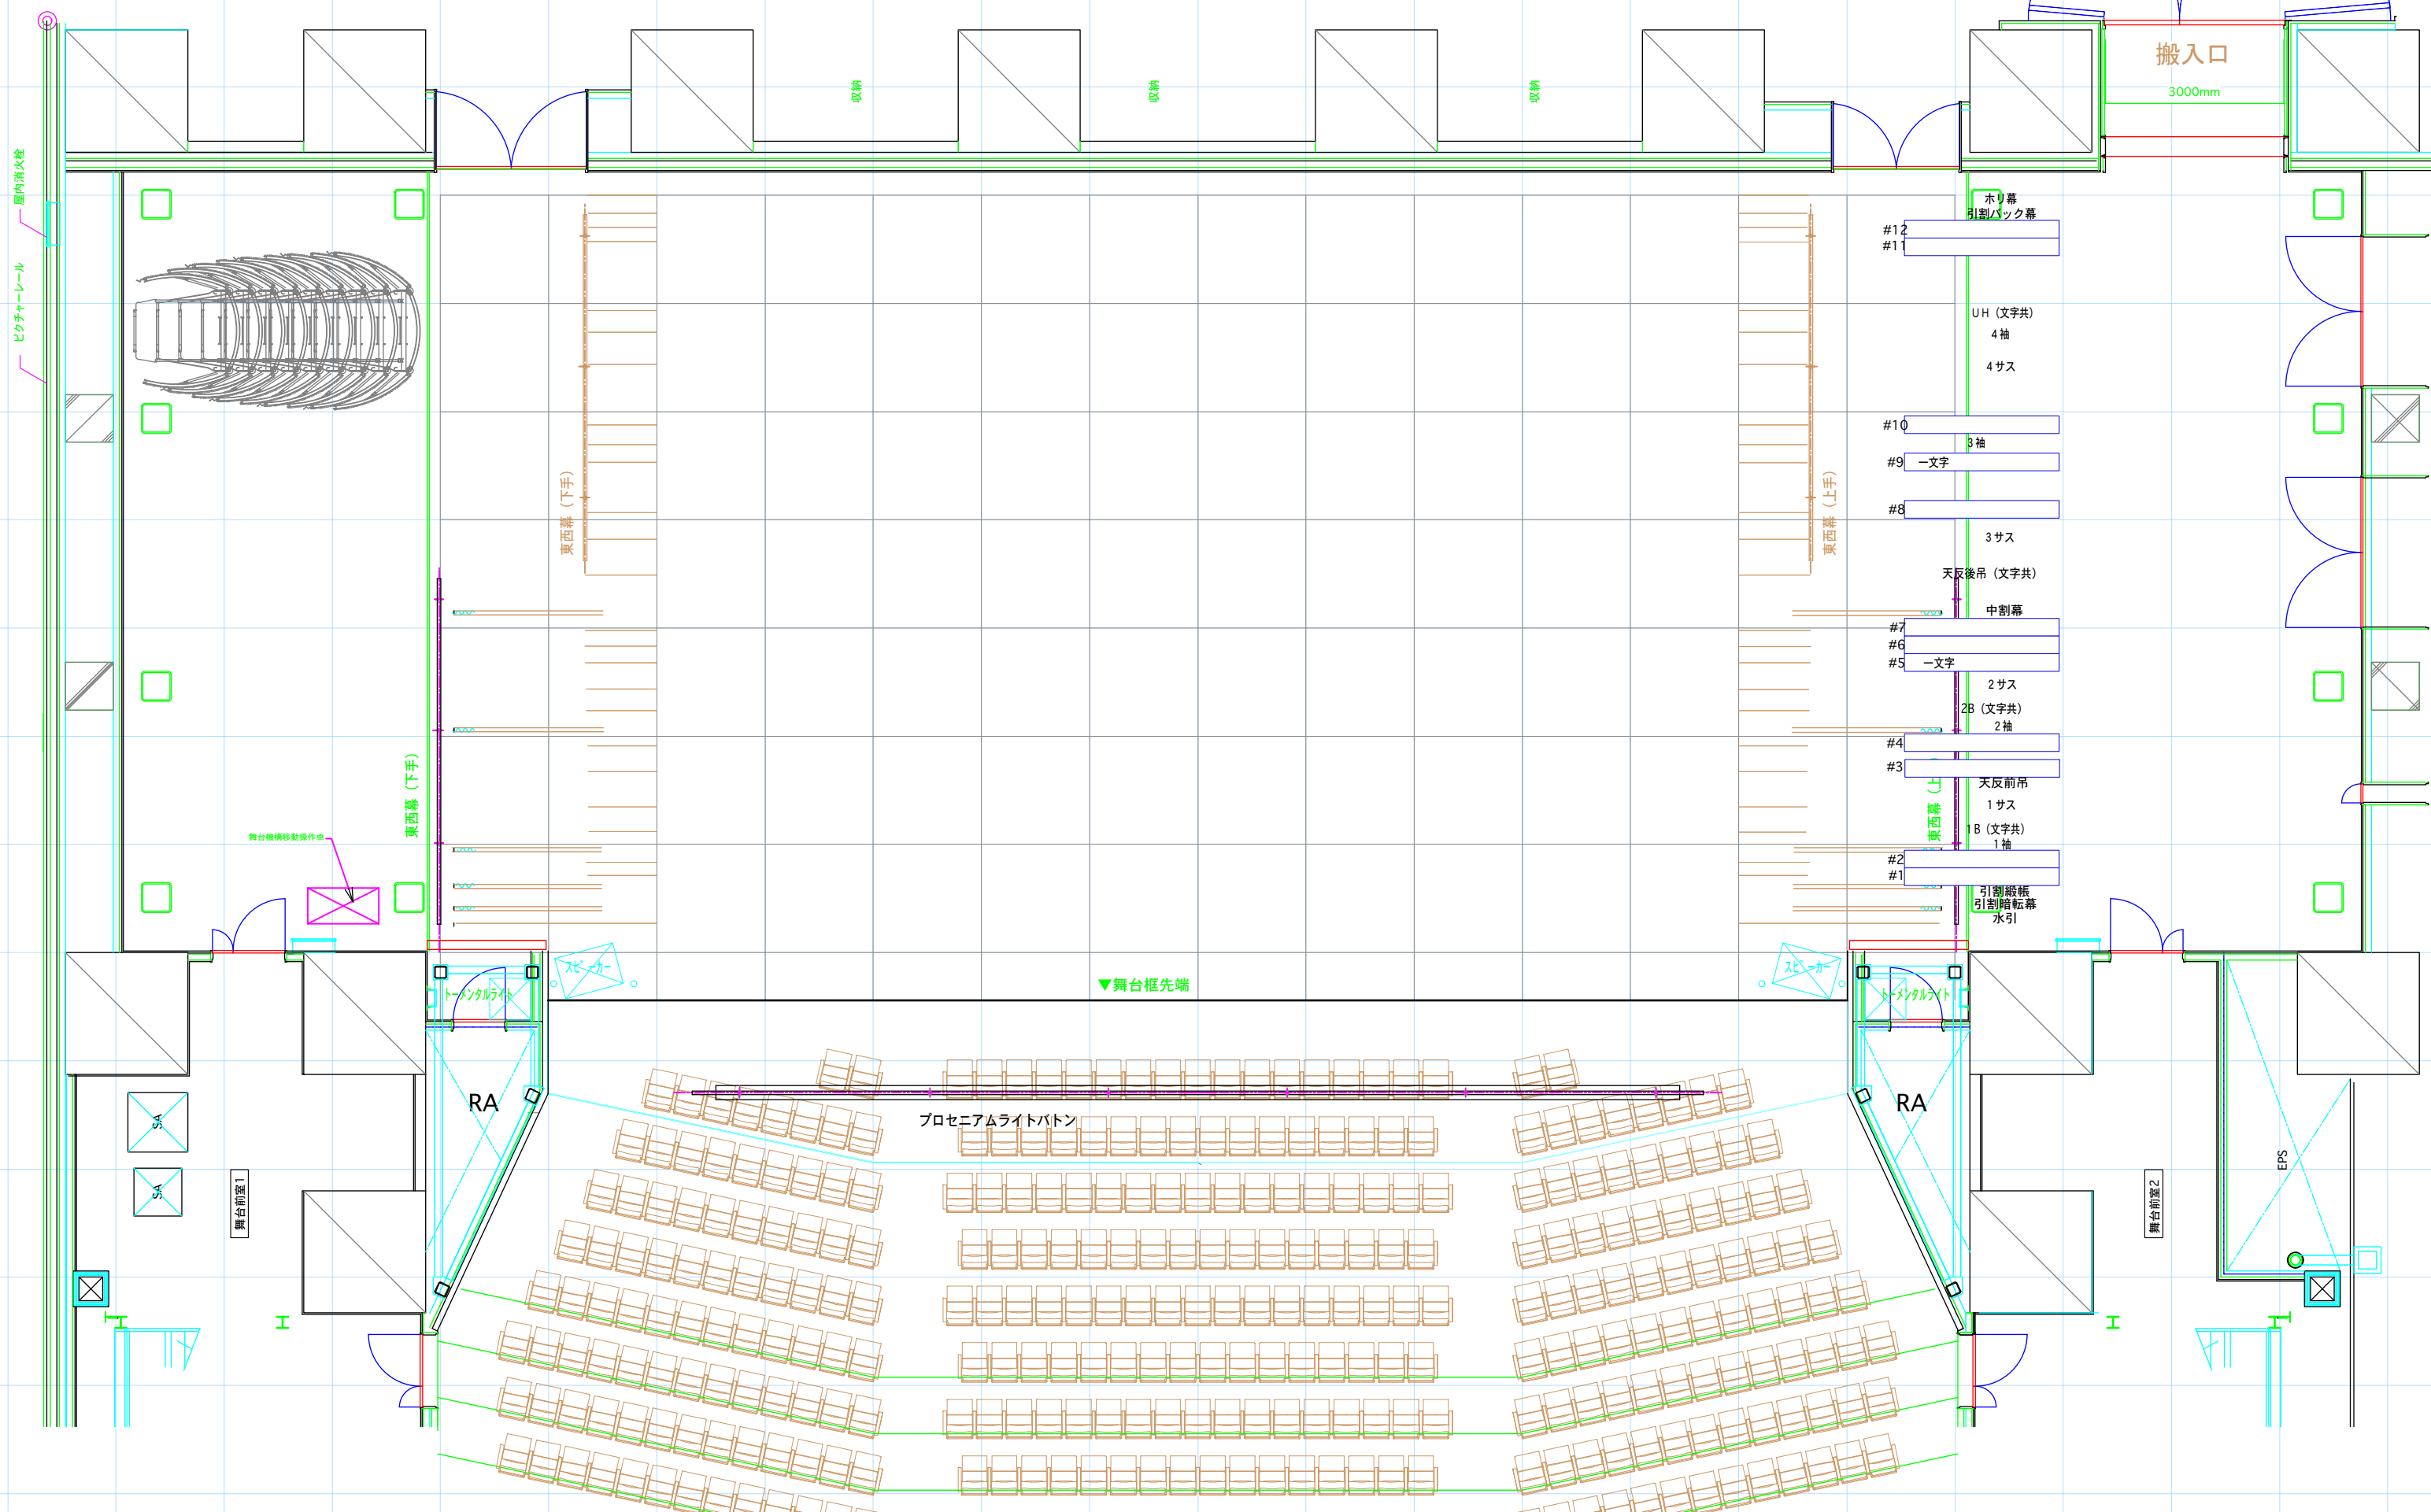 搬入口
3000mm
収納
収納
収納
屋内消火栓
ピクチャーレール
ホリ幕
引割バック幕
#12
#11
UH（文字共）
4袖
4サス
#10
3袖
#9 一文字
#8
3サス
東西幕（下手）
東西幕（上手）
天反後吊（文字共）
中割幕
#7
#6
#5 一文字
2サス
2B（文字共）
2袖
#4
#3
天反前吊
1サス
東西幕（下手）
東西幕（上
1B（文字共）
1袖
舞台機構移動操作卓
#2
#1
引割緞帳
引割暗転幕
水引
スピーカー
スピーカー
▼舞台框先端
トーメンタルライト
トーメンタルライト
RA
RA
プロセニアムライトバトン
SA
SA
舞台前室1
舞台前室2
EPS